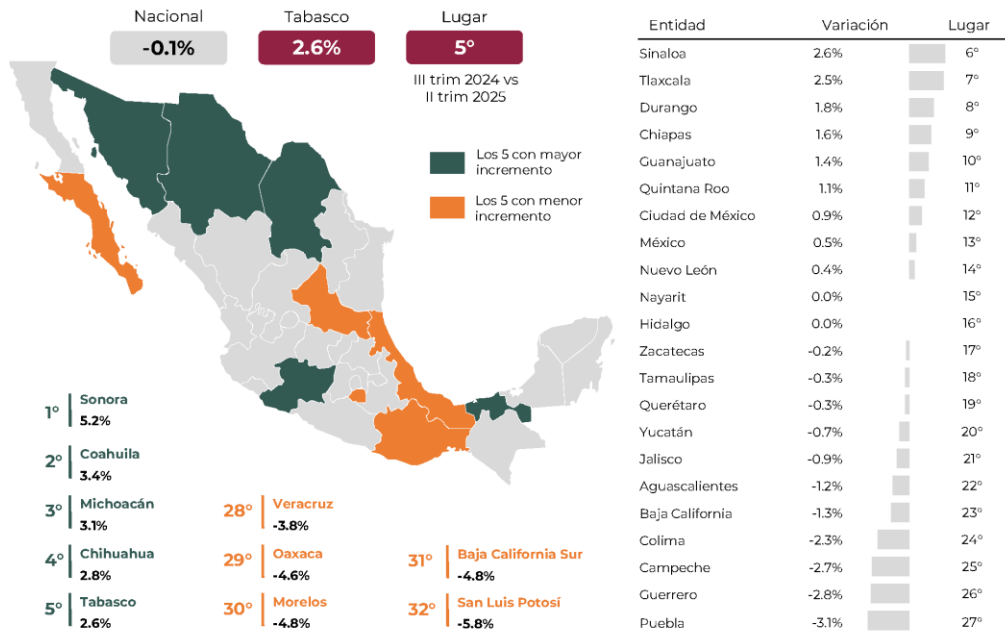 Nacional
-0.1%
Tabasco
2.6%
Lugar
5°
III trim 2024 vs
II trim 2025
Los 5 con mayor
incremento
Los 5 con menor
incremento
1° Sonora
5.2%
2° Coahuila
3.4%
3° Michoacán
3.1%
4° Chihuahua
2.8%
5° Tabasco
2.6%
28° Veracruz
-3.8%
29° Oaxaca
-4.6%
30° Morelos
-4.8%
31° Baja California Sur
-4.8%
32° San Luis Potosí
-5.8%
Entidad Variación Lugar
Sinaloa 2.6% 6°
Tlaxcala 2.5% 7°
Durango 1.8% 8°
Chiapas 1.6% 9°
Guanajuato 1.4% 10°
Quintana Roo 1.1% 11°
Ciudad de México 0.9% 12°
México 0.5% 13°
Nuevo León 0.4% 14°
Nayarit 0.0% 15°
Hidalgo 0.0% 16°
Zacatecas -0.2% 17°
Tamaulipas -0.3% 18°
Querétaro -0.3% 19°
Yucatán -0.7% 20°
Jalisco -0.9% 21°
Aguascalientes -1.2% 22°
Baja California -1.3% 23°
Colima -2.3% 24°
Campeche -2.7% 25°
Guerrero -2.8% 26°
Puebla -3.1% 27°